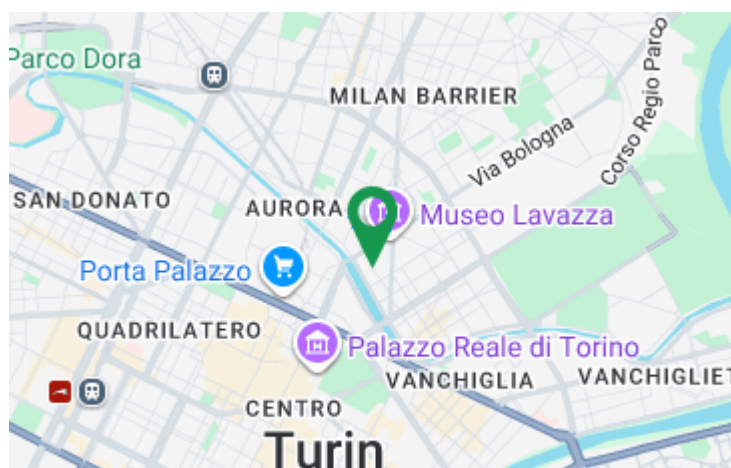 Parco Dora
MILAN BARRIER
Via Bologna
Corso Regio Parco
SAN DONATO
AURORA
Museo Lavazza
Porta Palazzo
QUADRILATERO
Palazzo Reale di Torino
VANCHIGLIA
VANCHIGLIET
CENTRO
Turin